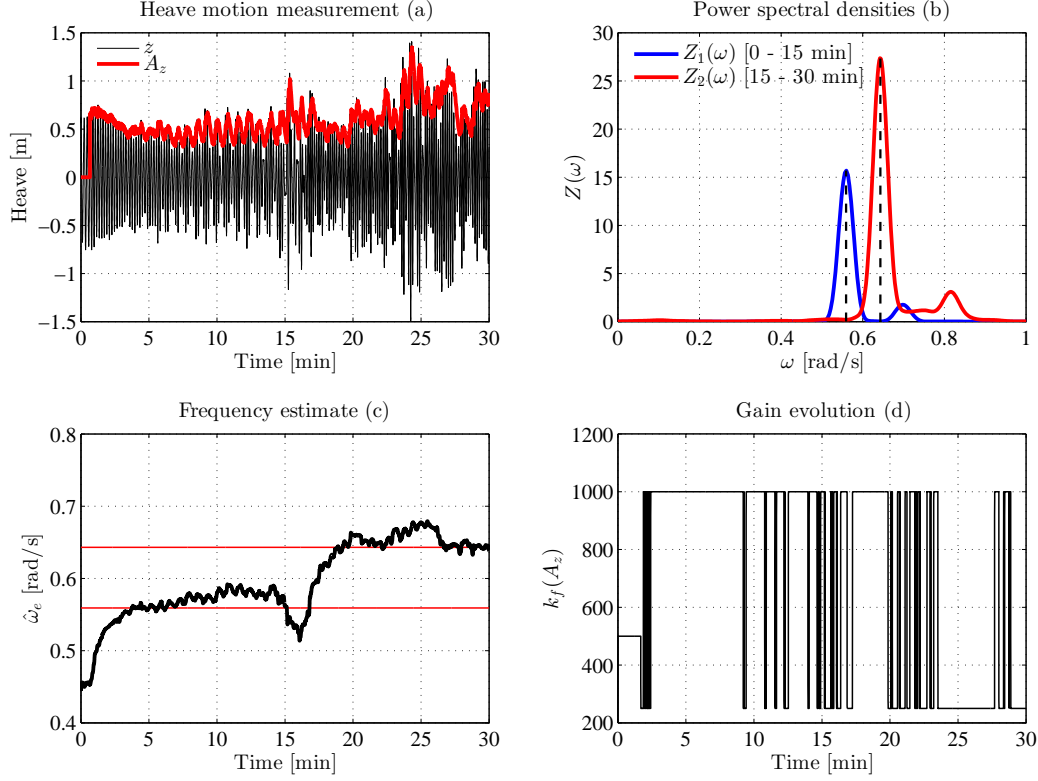 Heave motion measurement (a)
1.5
1
0.5
0
−0.5
−1
−1.5
Heave [m]
z
A_z
0 5 10 15 20 25 30
Time [min]
Power spectral densities (b)
30
25
20
15
10
5
0
Z(ω)
Z₁(ω) [0 - 15 min]
Z₂(ω) [15 - 30 min]
0 0.2 0.4 0.6 0.8 1
ω [rad/s]
Frequency estimate (c)
0.8
0.7
0.6
0.5
0.4
ω̂_e [rad/s]
0 5 10 15 20 25 30
Time [min]
Gain evolution (d)
1200
1000
800
600
400
200
k_f(A_z)
0 5 10 15 20 25 30
Time [min]